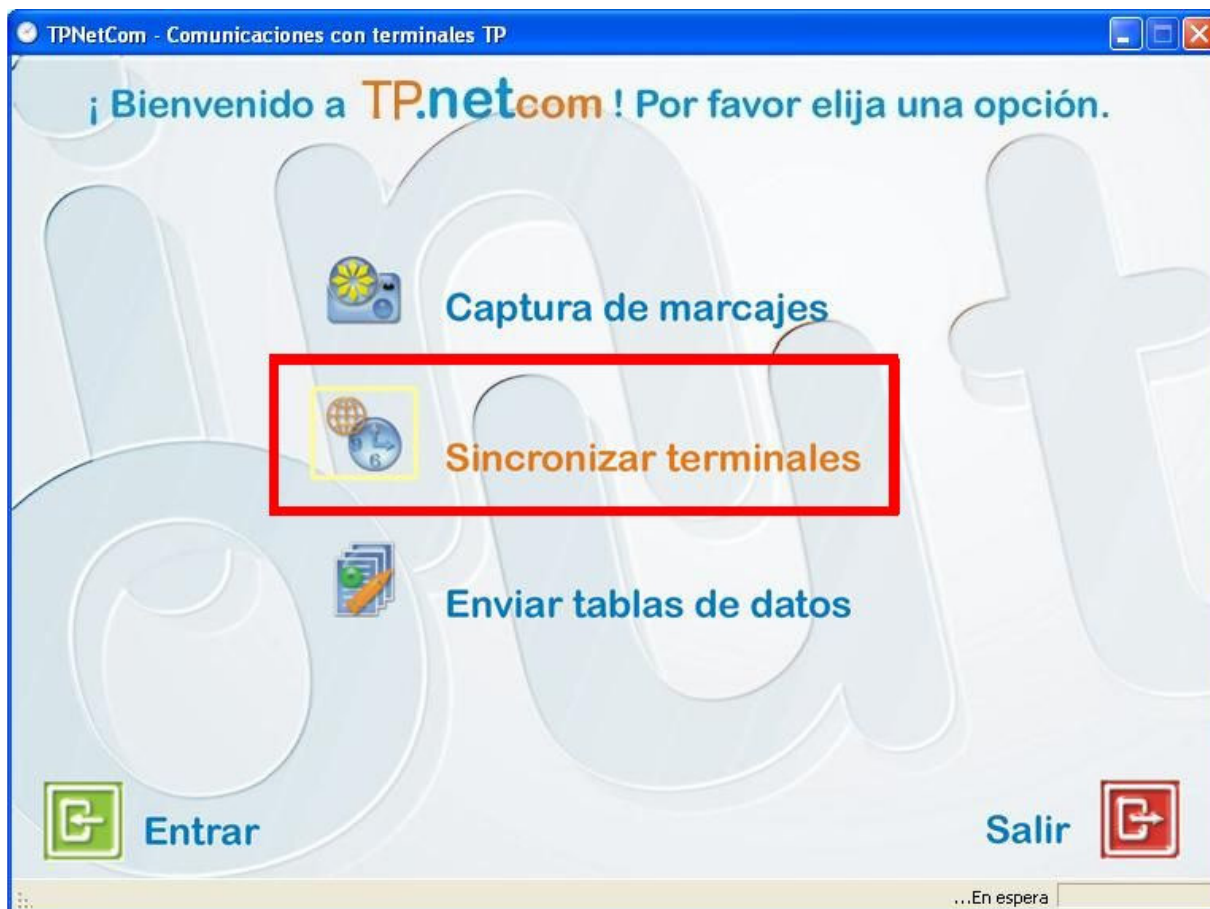 TPNetCom - Comunicaciones con terminales TP
¡ Bienvenido a TP.netcom ! Por favor elija una opción.
Captura de marcajes
Sincronizar terminales
Enviar tablas de datos
Entrar
Salir
...En espera